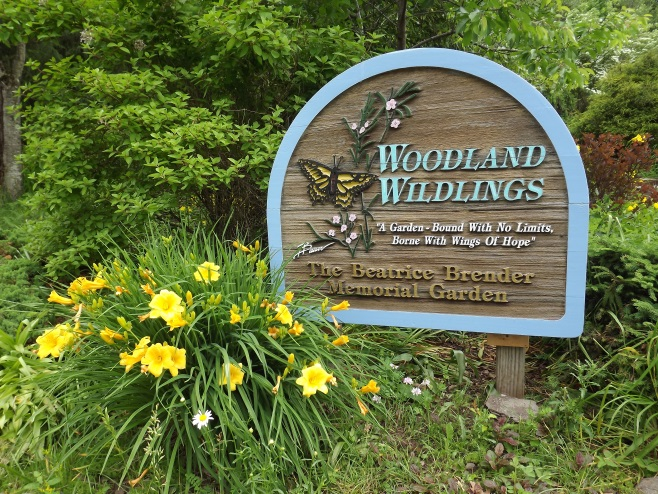 WOODLAND
WILDLINGS
"A Garden - Bound With No Limits,
Borne With Wings Of Hope"
The Beatrice Brender
Memorial Garden